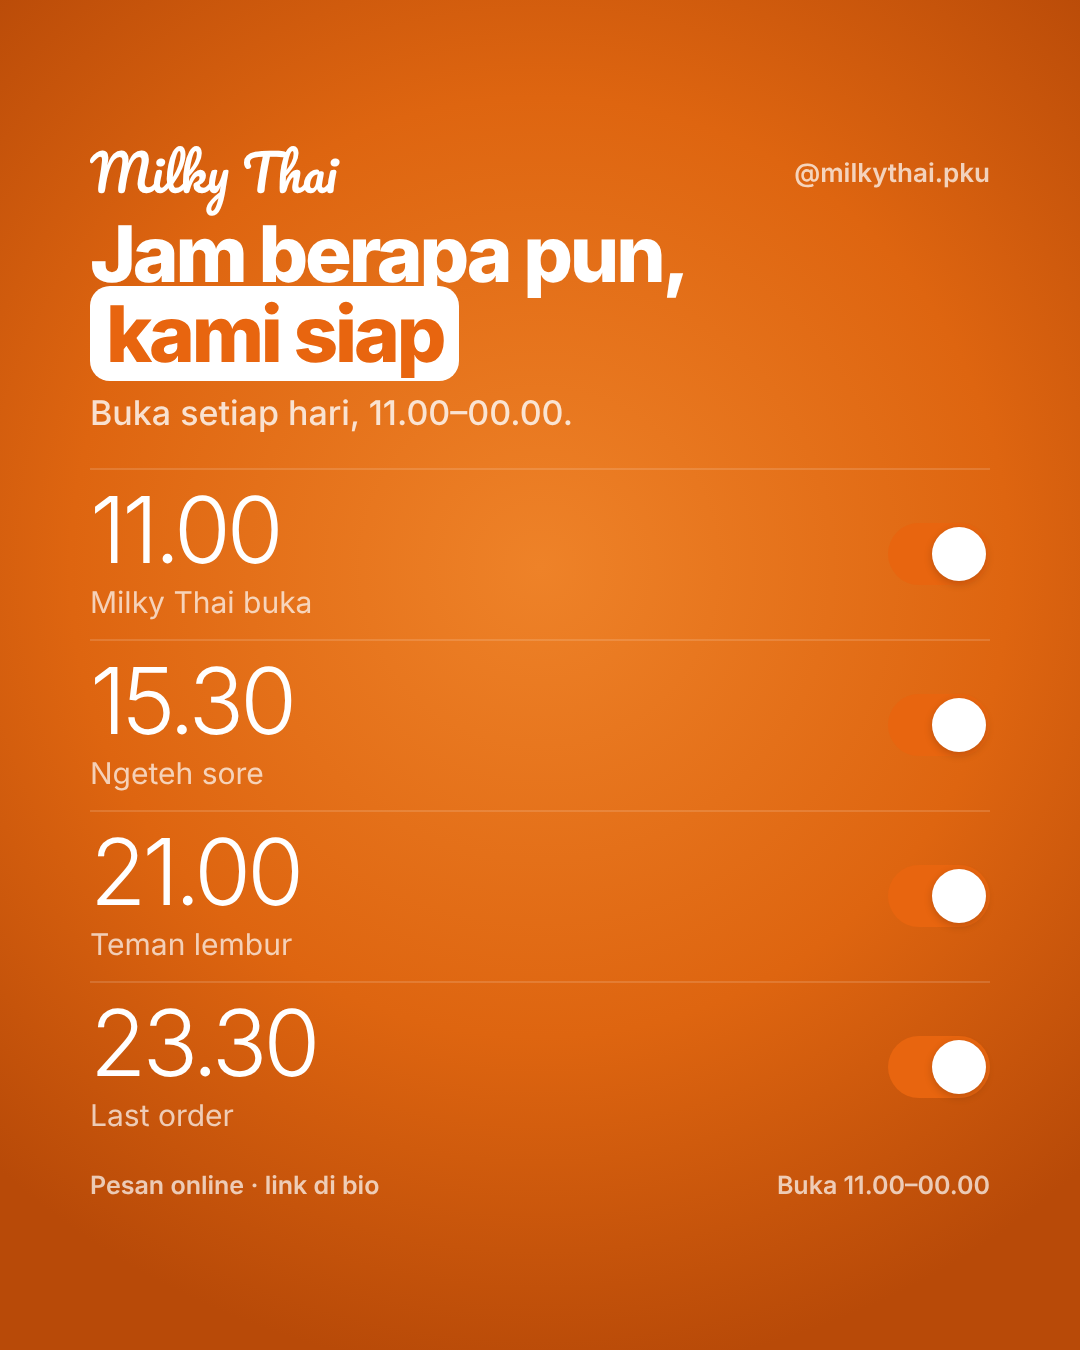 Milky Thai
@milkythai.pku
Jam berapa pun,
kami siap
Buka setiap hari, 11.00–00.00.
11.00
Milky Thai buka
15.30
Ngeteh sore
21.00
Teman lembur
23.30
Last order
Pesan online · link di bio
Buka 11.00–00.00